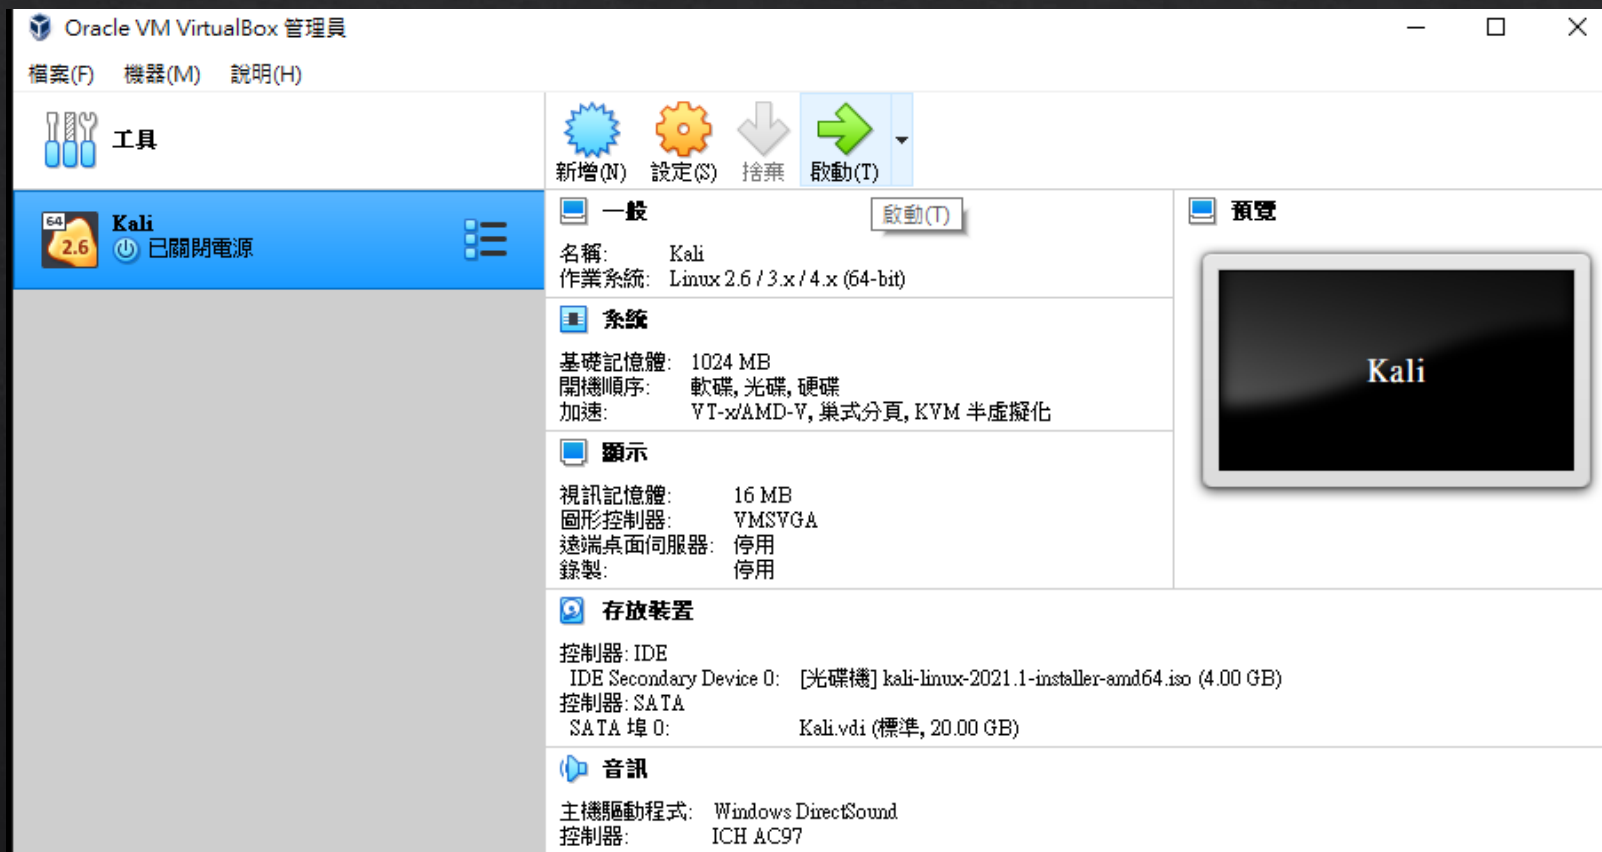 Oracle VM VirtualBox 管理員
檔案(F) 機器(M) 說明(H)
工具
新增(N) 設定(S) 捨棄 啟動(T)
64
2.6
Kali
已關閉電源
一般
啟動(T)
名稱: Kali
作業系統: Linux 2.6 / 3.x / 4.x (64-bit)
系統
基礎記憶體: 1024 MB
開機順序: 軟碟, 光碟, 硬碟
加速: VT-x/AMD-V, 巢式分頁, KVM 半虛擬化
顯示
視訊記憶體: 16 MB
圖形控制器: VMSVGA
遠端桌面伺服器: 停用
錄製: 停用
預覽
Kali
存放裝置
控制器: IDE
IDE Secondary Device 0: [光碟機] kali-linux-2021.1-installer-amd64.iso (4.00 GB)
控制器: SATA
SATA 埠 0: Kali.vdi (標準, 20.00 GB)
音訊
主機驅動程式: Windows DirectSound
控制器: ICH AC97